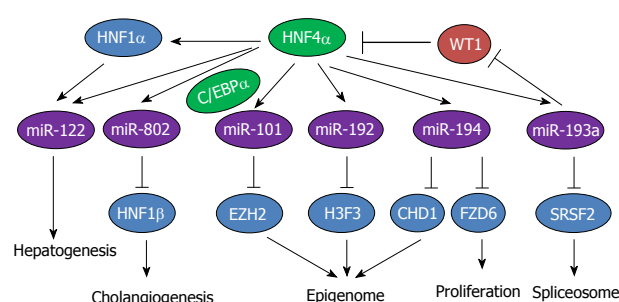 HNF1α HNF4α WT1
C/EBPα
miR-122 miR-802 miR-101 miR-192 miR-194 miR-193a
HNF1β EZH2 H3F3 CHD1 FZD6 SRSF2
Hepatogenesis
Cholangiogenesis Epigenome Proliferation Spliceosome